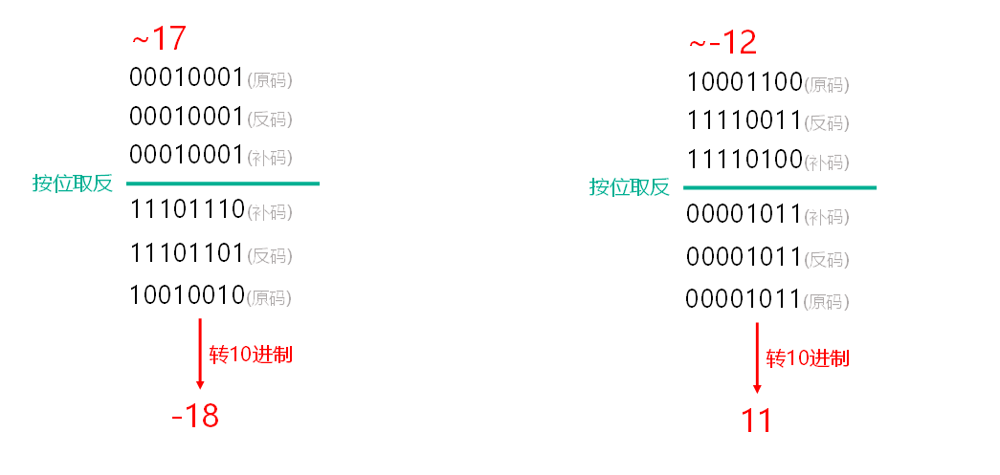 ~17
00010001(原码)
00010001(反码)
00010001(补码)
按位取反
11101110(补码)
11101101(反码)
10010010(原码)
转10进制
-18
~-12
10001100(原码)
11110011(反码)
11110100(补码)
按位取反
00001011(补码)
00001011(反码)
00001011(原码)
转10进制
11